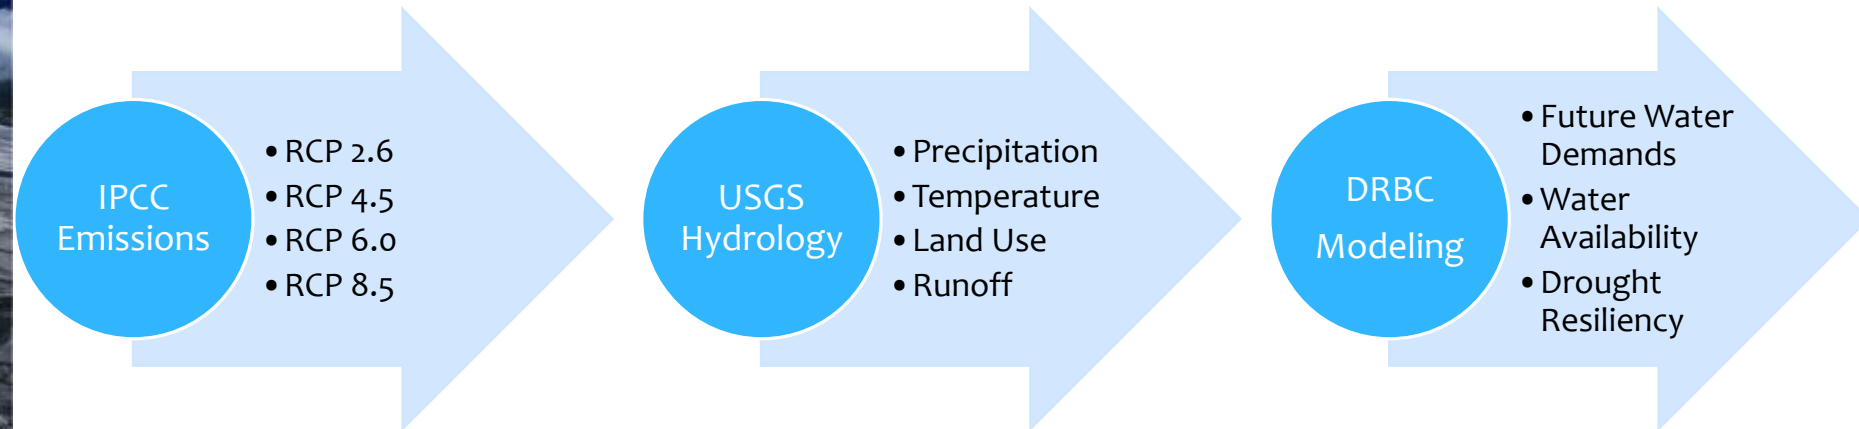 IPCC
Emissions
• RCP 2.6
• RCP 4.5
• RCP 6.0
• RCP 8.5
USGS
Hydrology
• Precipitation
• Temperature
• Land Use
• Runoff
DRBC
Modeling
• Future Water
Demands
• Water
Availability
• Drought
Resiliency